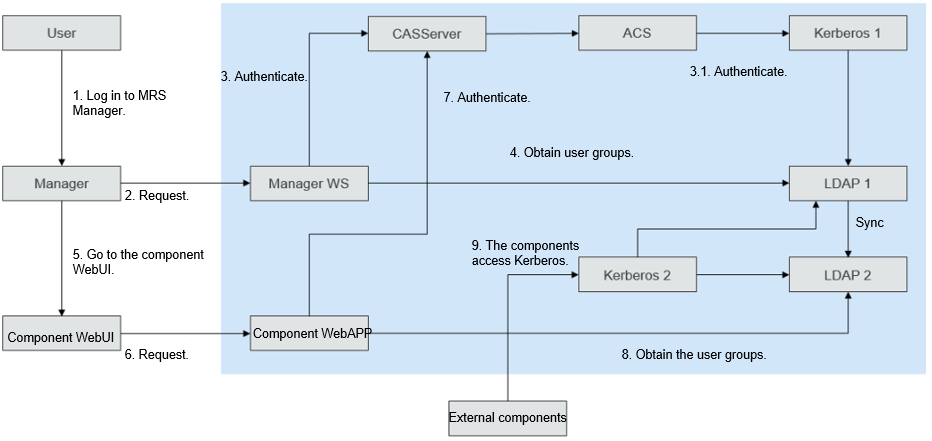 User
CASServer
ACS
Kerberos 1
3. Authenticate.
3.1. Authenticate.
1. Log in to MRS
Manager.
7. Authenticate.
4. Obtain user groups.
Manager
2. Request.
Manager WS
LDAP 1
Sync
5. Go to the component
WebUI.
9. The components
access Kerberos.
Kerberos 2
LDAP 2
Component WebUI
6. Request.
Component WebAPP
8. Obtain the user groups.
External components